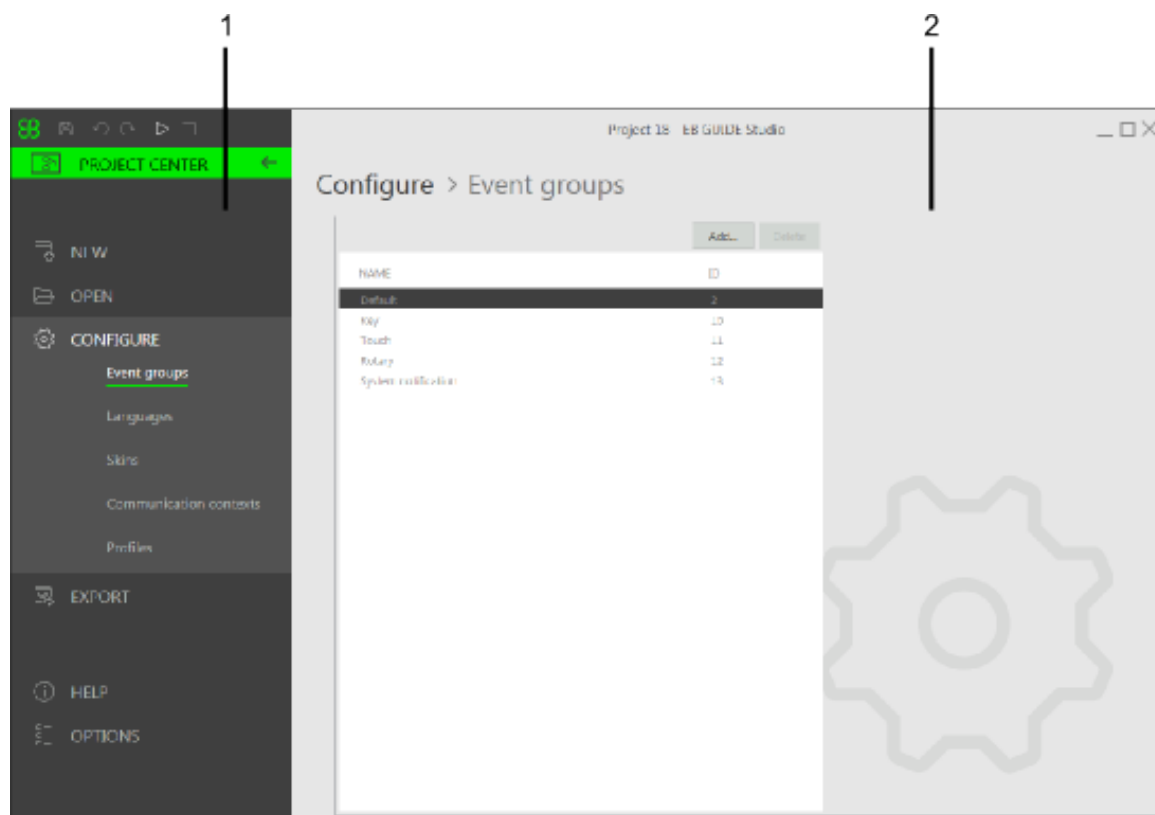 1 2
Project 18 EB GUIDE Studio
PROJECT CENTER
Configure > Event groups
Add... Delete
NEW
NAME ID
OPEN
Default 2
Key 10
CONFIGURE
Touch 11
Rotary 12
Event groups
System notification 13
Languages
Skins
Communication contexts
Profiles
EXPORT
HELP
OPTIONS